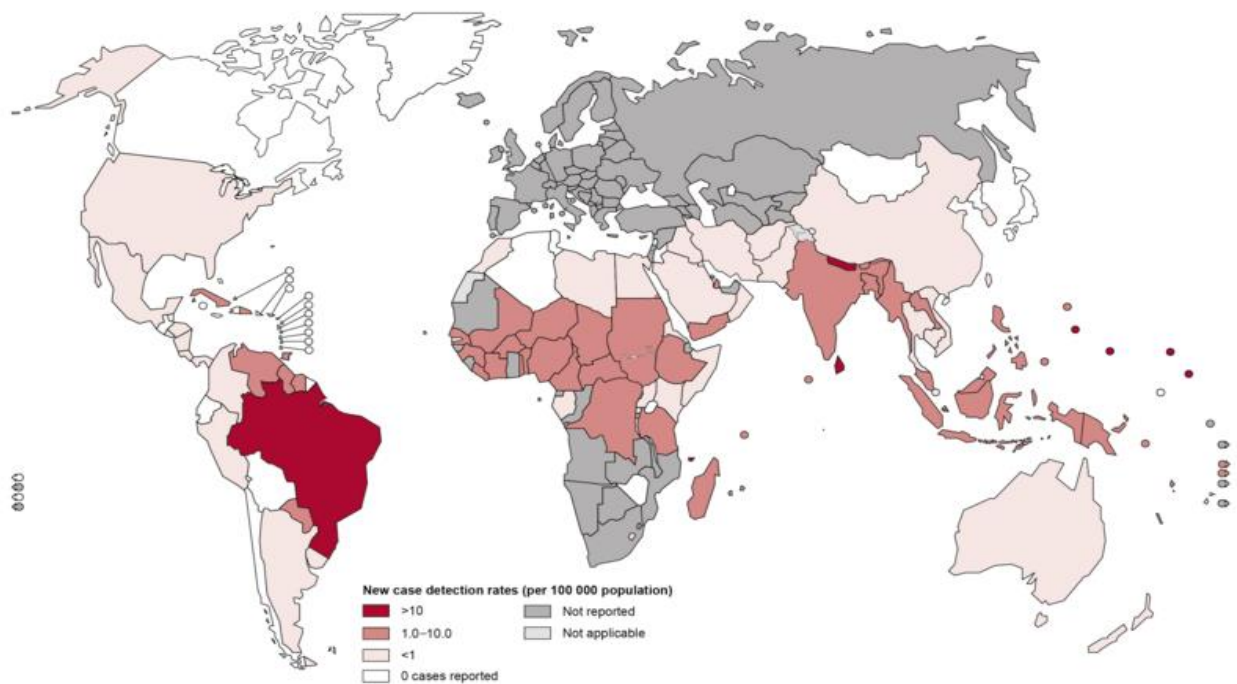 New case detection rates (per 100 000 population)
>10
1.0–10.0
<1
0 cases reported
Not reported
Not applicable